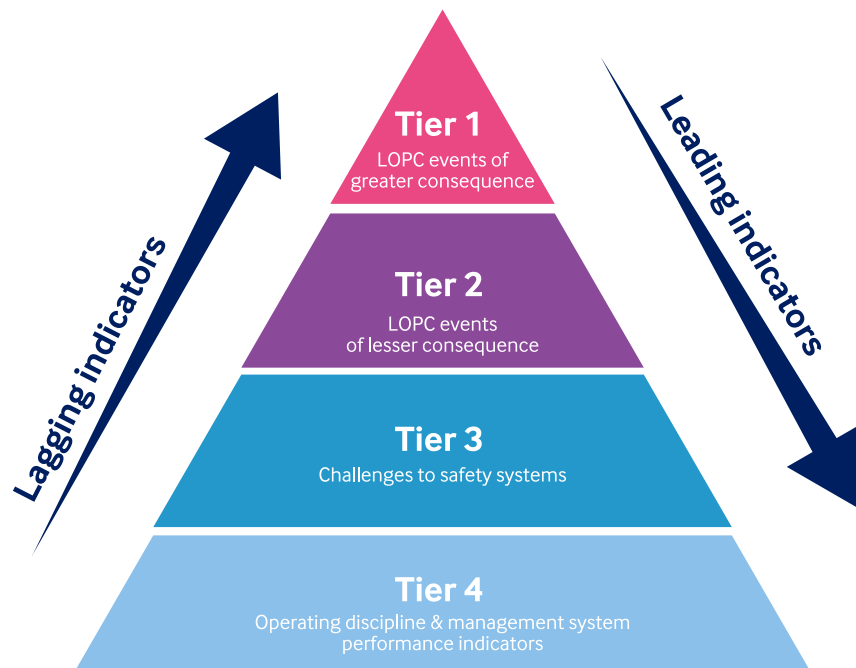 Tier 1
LOPC events of
greater consequence
Tier 2
LOPC events
of lesser consequence
Tier 3
Challenges to safety systems
Tier 4
Operating discipline & management system
performance indicators
Lagging indicators
Leading indicators